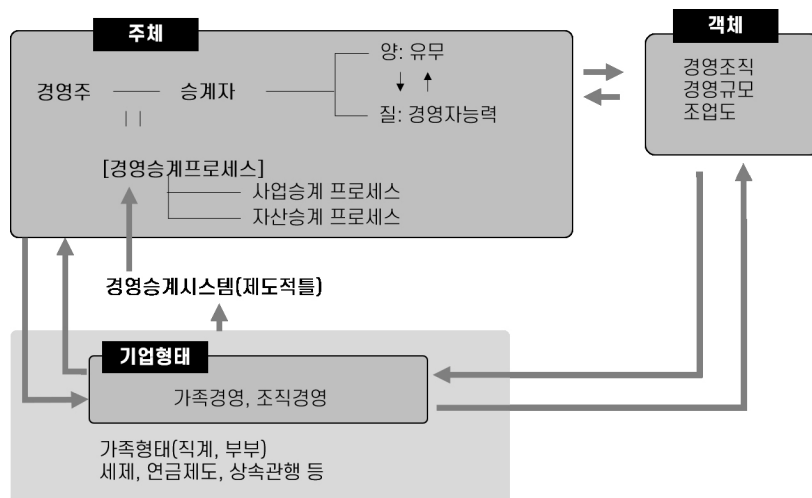 주체
경영주
승계자
양: 유무
질: 경영자능력
[경영승계프로세스]
사업승계 프로세스
자산승계 프로세스
객체
경영조직
경영규모
조업도
경영승계시스템(제도적틀)
기업형태
가족경영, 조직경영
가족형태(직계, 부부)
세제, 연금제도, 상속관행 등